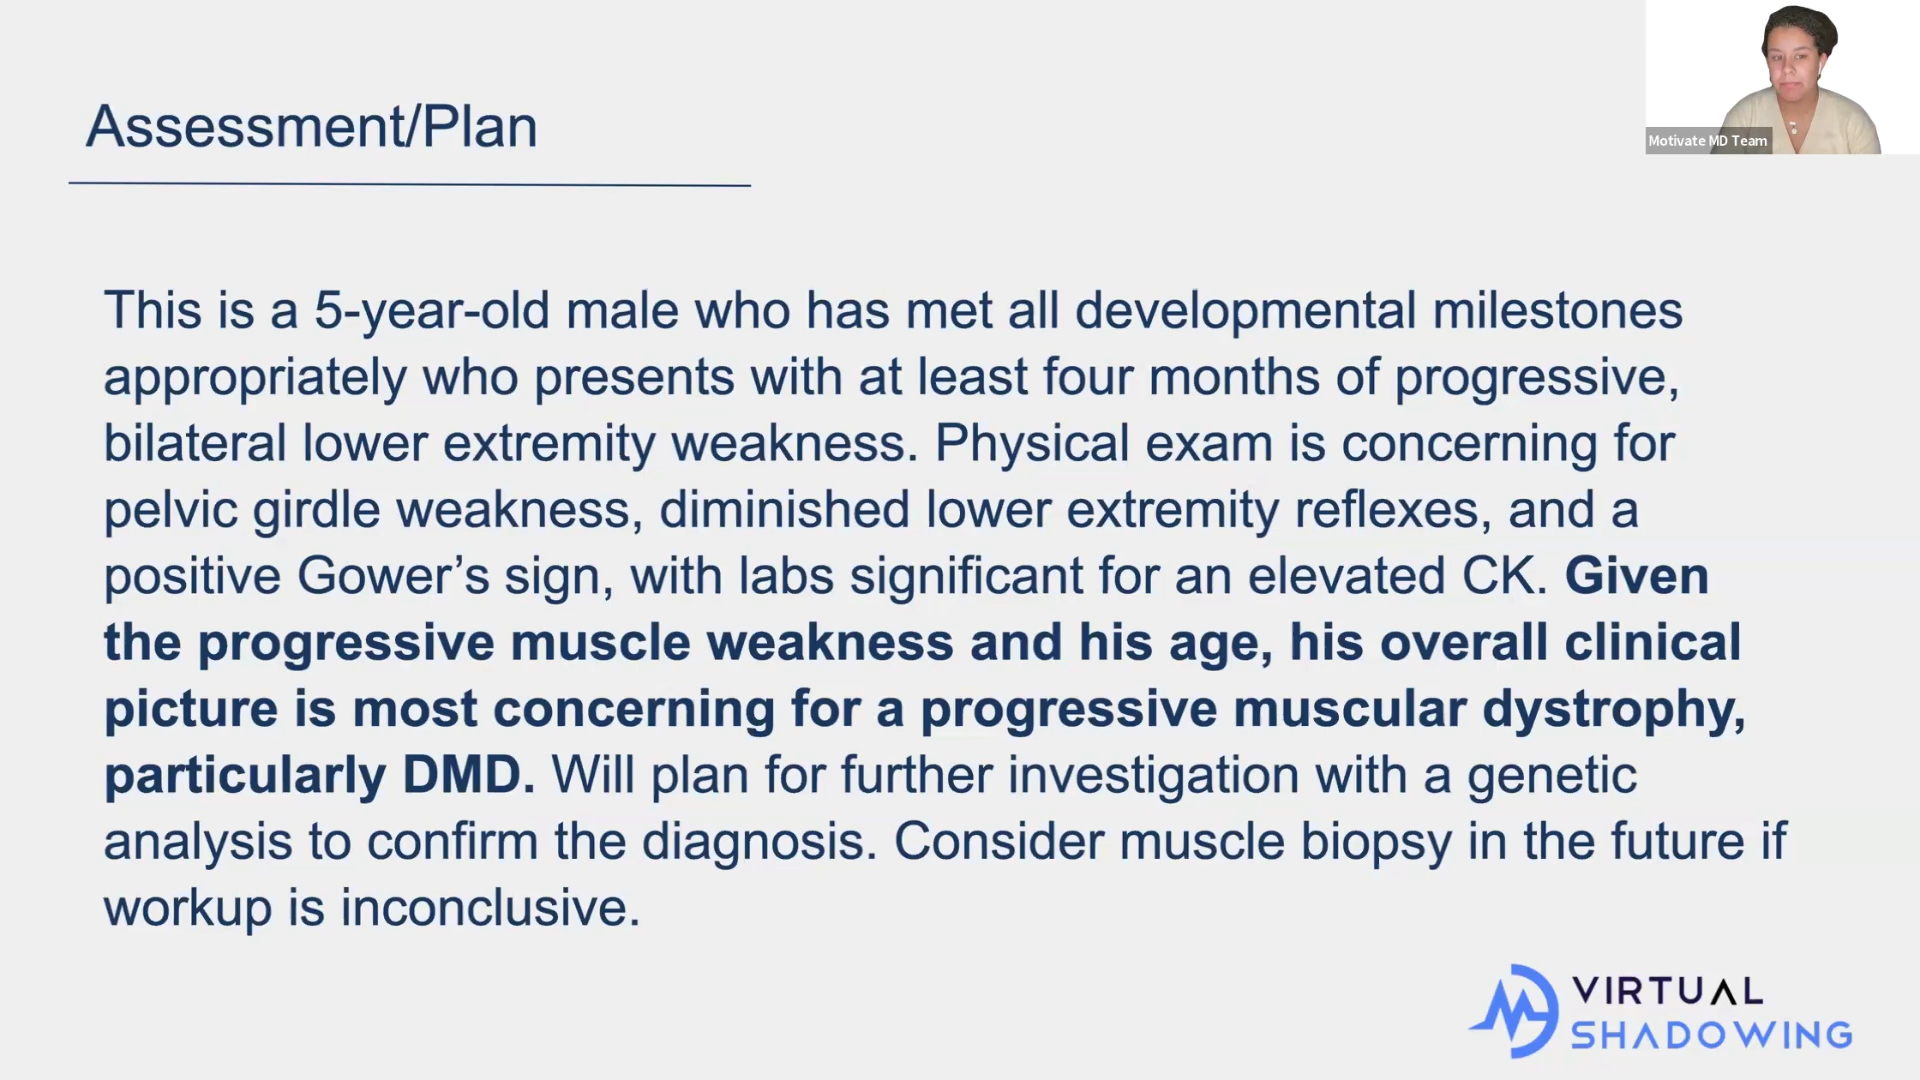 Assessment/Plan
Motivate MD Team
This is a 5-year-old male who has met all developmental milestones
appropriately who presents with at least four months of progressive,
bilateral lower extremity weakness. Physical exam is concerning for
pelvic girdle weakness, diminished lower extremity reflexes, and a
positive Gower’s sign, with labs significant for an elevated CK. Given
the progressive muscle weakness and his age, his overall clinical
picture is most concerning for a progressive muscular dystrophy,
particularly DMD. Will plan for further investigation with a genetic
analysis to confirm the diagnosis. Consider muscle biopsy in the future if
workup is inconclusive.
VIRTUAL
SHADOWING